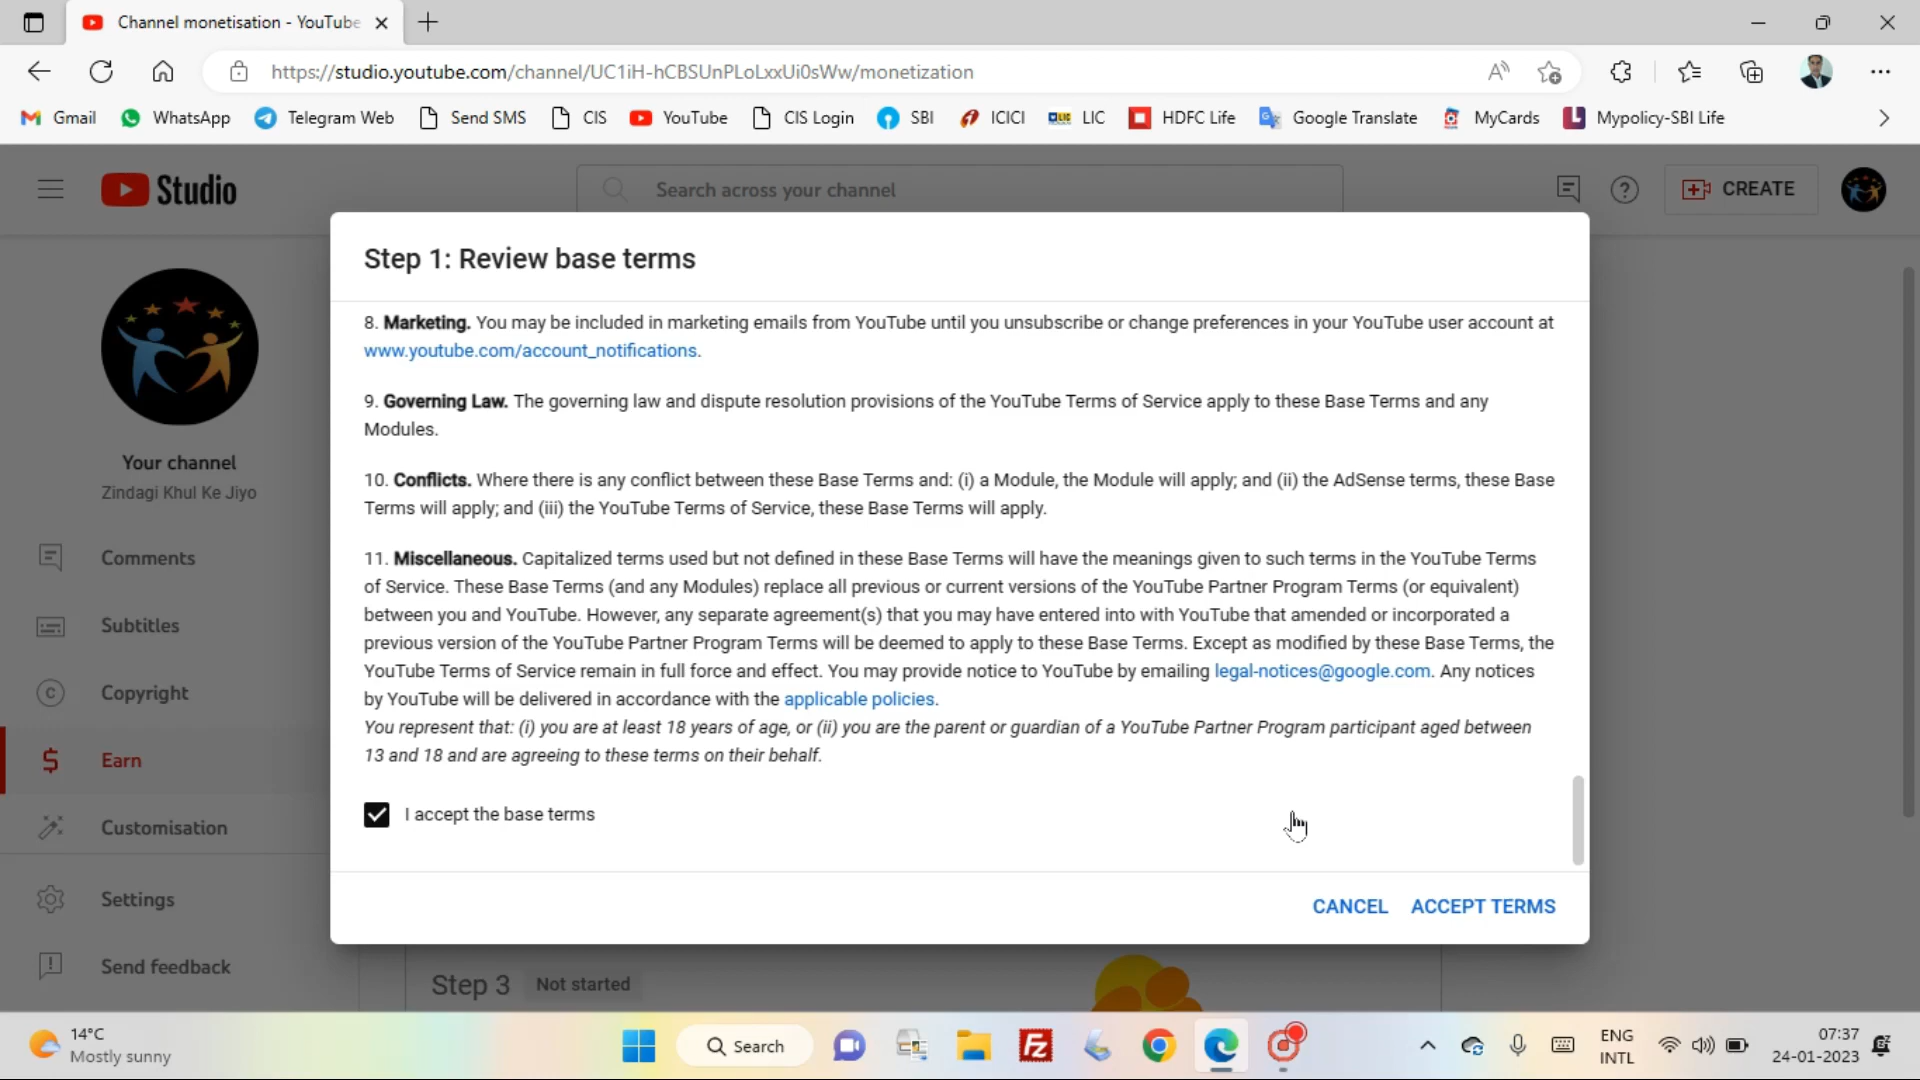 Channel monetisation - YouTube
https://studio.youtube.com/channel/UC1iH-hCBSUnPLoLxxUi0sWw/monetization
Gmail WhatsApp Telegram Web Send SMS CIS YouTube CIS Login SBI ICICI LIC HDFC Life Google Translate MyCards Mypolicy-SBI Life
Studio
Search across your channel
CREATE
Your channel
Zindagi Khul Ke Jiyo
Comments
Subtitles
Copyright
Earn
Customisation
Settings
Send feedback
Step 1: Review base terms
8. Marketing. You may be included in marketing emails from YouTube until you unsubscribe or change preferences in your YouTube user account at
www.youtube.com/account_notifications.
9. Governing Law. The governing law and dispute resolution provisions of the YouTube Terms of Service apply to these Base Terms and any
Modules.
10. Conflicts. Where there is any conflict between these Base Terms and: (i) a Module, the Module will apply; and (ii) the AdSense terms, these Base
Terms will apply; and (iii) the YouTube Terms of Service, these Base Terms will apply.
11. Miscellaneous. Capitalized terms used but not defined in these Base Terms will have the meanings given to such terms in the YouTube Terms
of Service. These Base Terms (and any Modules) replace all previous or current versions of the YouTube Partner Program Terms (or equivalent)
between you and YouTube. However, any separate agreement(s) that you may have entered into with YouTube that amended or incorporated a
previous version of the YouTube Partner Program Terms will be deemed to apply to these Base Terms. Except as modified by these Base Terms, the
YouTube Terms of Service remain in full force and effect. You may provide notice to YouTube by emailing legal-notices@google.com. Any notices
by YouTube will be delivered in accordance with the applicable policies.
You represent that: (i) you are at least 18 years of age, or (ii) you are the parent or guardian of a YouTube Partner Program participant aged between
13 and 18 and are agreeing to these terms on their behalf.
I accept the base terms
CANCEL ACCEPT TERMS
Step 3 Not started
14°C
Mostly sunny
Search
ENG
INTL
07:37
24-01-2023